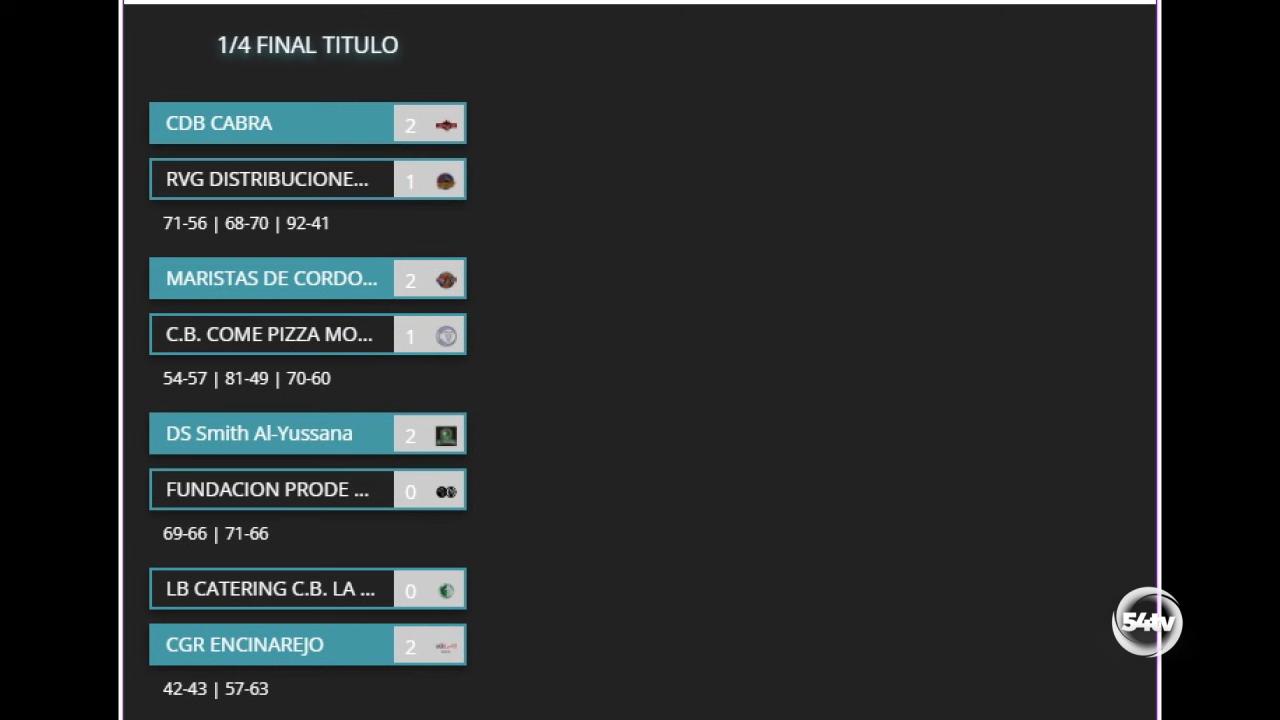 1/4 FINAL TITULO
CDB CABRA 2
RVG DISTRIBUCIONE... 1
71-56 | 68-70 | 92-41
MARISTAS DE CORDO... 2
C.B. COME PIZZA MO... 1
54-57 | 81-49 | 70-60
DS Smith Al-Yussana 2
FUNDACION PRODE ... 0
69-66 | 71-66
LB CATERING C.B. LA ... 0
54tv
CGR ENCINAREJO 2
42-43 | 57-63